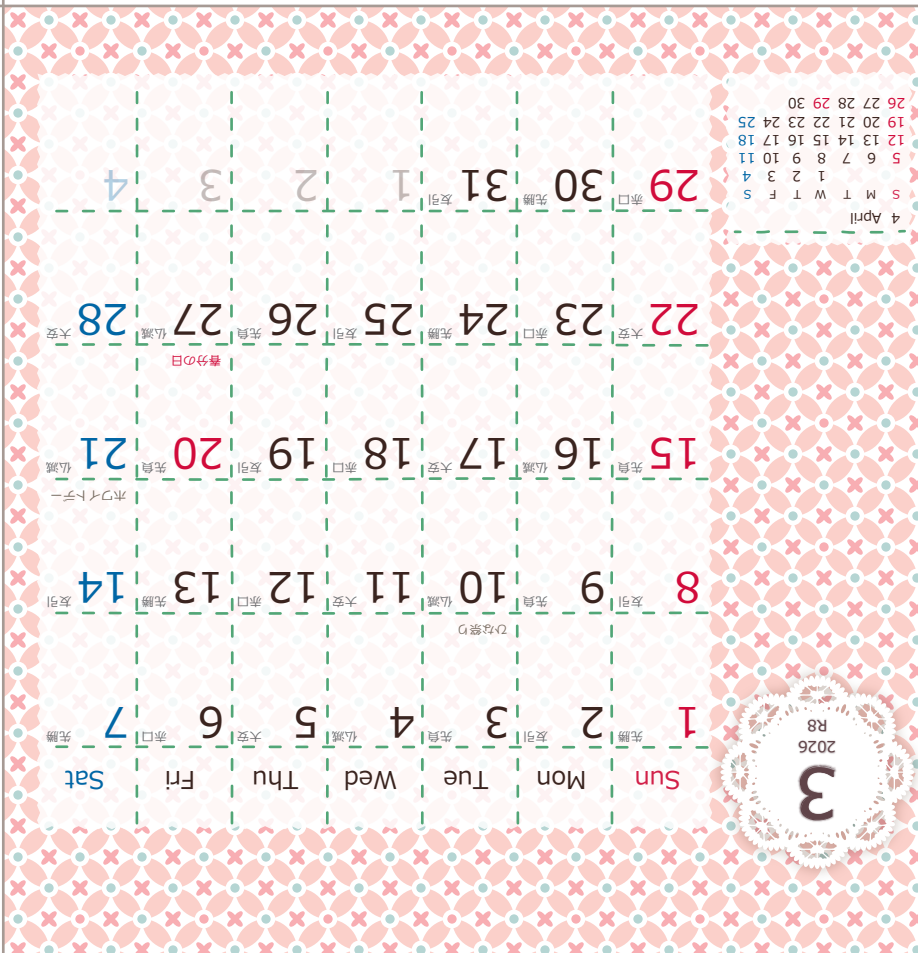 3
2026
R8
Sun Mon Tue Wed Thu Fri Sat
1 先勝 2 友引 3 先負 4 仏滅 5 大安 6 赤口 7 先勝
ひな祭り
8 友引 9 先負 10 仏滅 11 大安 12 赤口 13 先勝 14 友引
ホワイトデー
15 先負 16 仏滅 17 大安 18 赤口 19 友引 20 先負 21 仏滅
春分の日
22 大安 23 赤口 24 先勝 25 友引 26 先負 27 仏滅 28 大安
29 赤口 30 先勝 31 友引 1 2 3 4
4 April
S M T W T F S
1 2 3 4
5 6 7 8 9 10 11
12 13 14 15 16 17 18
19 20 21 22 23 24 25
26 27 28 29 30